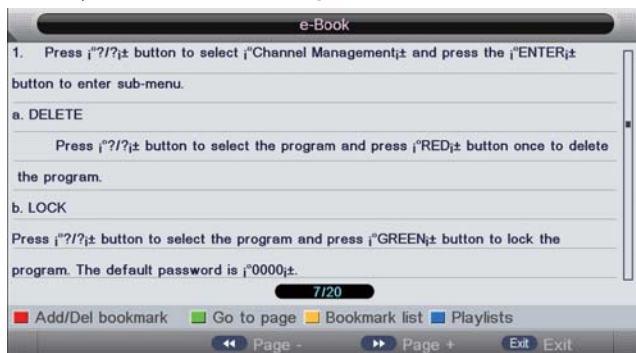 e-Book
1. Press ¡°?/?¡± button to select ¡°Channel Management¡± and press the ¡°ENTER¡±
button to enter sub-menu.
a. DELETE
Press ¡°?/?¡± button to select the program and press ¡°RED¡± button once to delete
the program.
b. LOCK
Press ¡°?/?¡± button to select the program and press ¡°GREEN¡± button to lock the
program. The default password is ¡°0000¡±.
7/20
Add/Del bookmark Go to page Bookmark list Playlists
Page - Page + Exit Exit